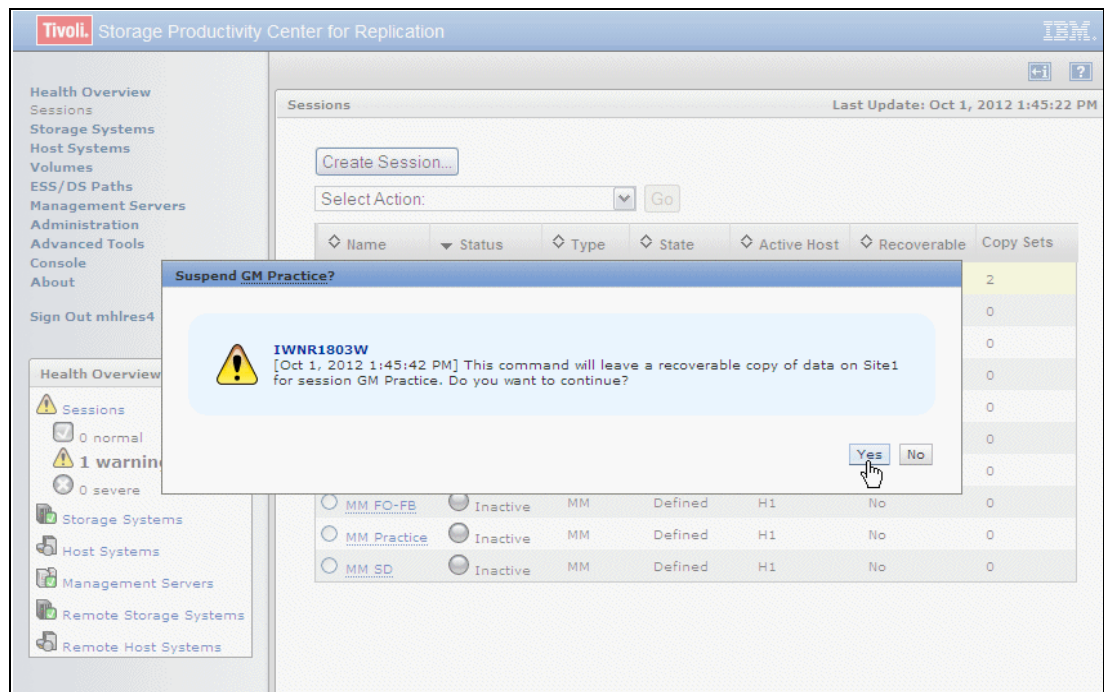 Tivoli. Storage Productivity Center for Replication
IBM.
Health Overview
Sessions
Storage Systems
Host Systems
Volumes
ESS/DS Paths
Management Servers
Administration
Advanced Tools
Console
About
Sign Out mhlres4
Health Overview
Sessions
0 normal
1 warnin
0 severe
Storage Systems
Host Systems
Management Servers
Remote Storage Systems
Remote Host Systems
Sessions
Last Update: Oct 1, 2012 1:45:22 PM
Create Session...
Select Action:
Go
Name Status Type State Active Host Recoverable Copy Sets
2
0
0
0
0
0
0
Suspend GM Practice?
IWNR1803W
[Oct 1, 2012 1:45:42 PM] This command will leave a recoverable copy of data on Site1
for session GM Practice. Do you want to continue?
Yes No
MM FO-FB Inactive MM Defined H1 No 0
MM Practice Inactive MM Defined H1 No 0
MM SD Inactive MM Defined H1 No 0